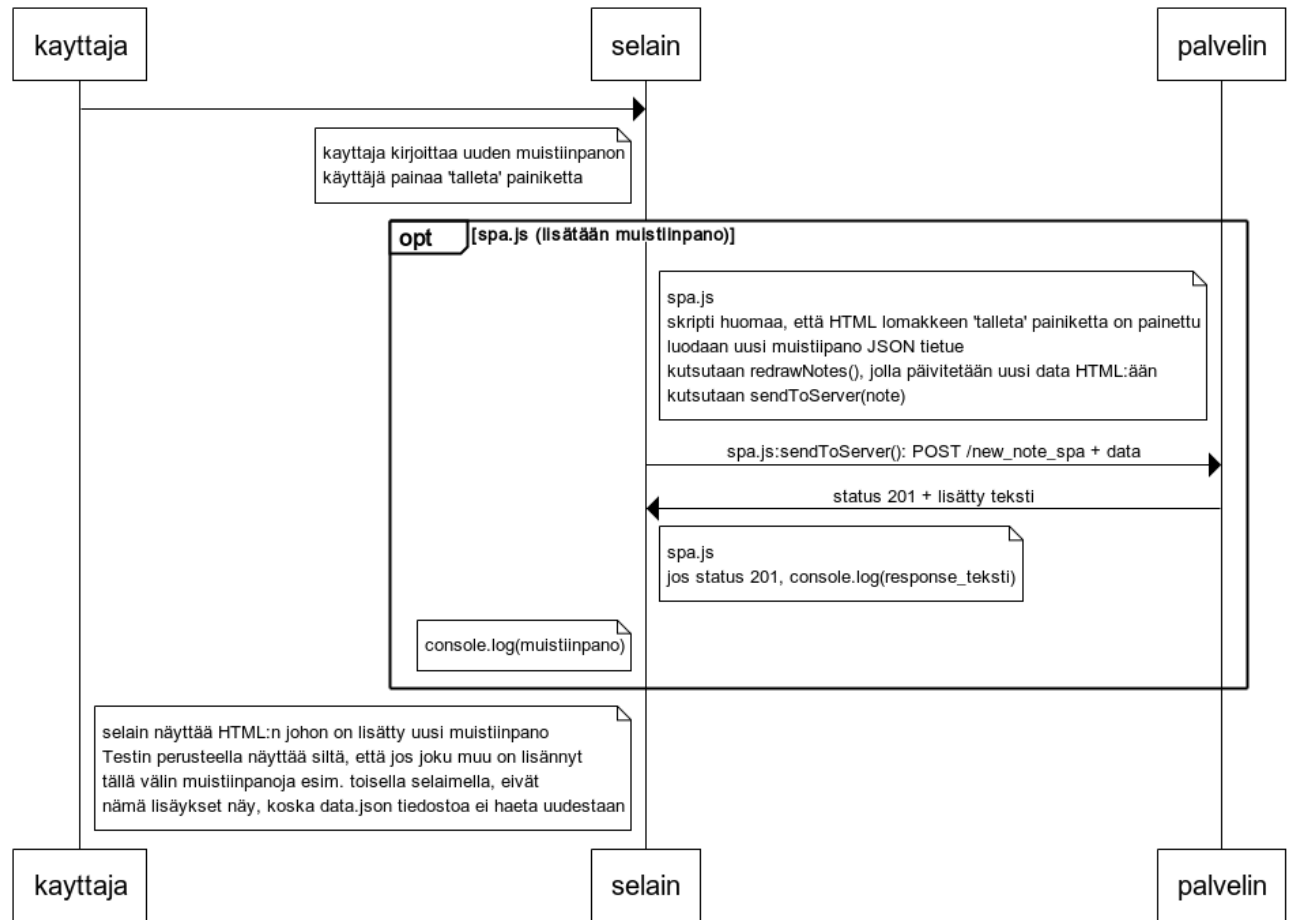 kayttaja
selain
palvelin
kayttaja kirjoittaa uuden muistiinpanon
käyttäjä painaa 'talleta' painiketta
opt
[spa.js (lisätään muistiinpano)]
spa.js
skripti huomaa, että HTML lomakkeen 'talleta' painiketta on painettu
luodaan uusi muistiipano JSON tietue
kutsutaan redrawNotes(), jolla päivitetään uusi data HTML:ään
kutsutaan sendToServer(note)
spa.js:sendToServer(): POST /new_note_spa + data
status 201 + lisätty teksti
spa.js
jos status 201, console.log(response_teksti)
console.log(muistiinpano)
selain näyttää HTML:n johon on lisätty uusi muistiinpano
Testin perusteella näyttää siltä, että jos joku muu on lisännyt
tällä välin muistiinpanoja esim. toisella selaimella, eivät
nämä lisäykset näy, koska data.json tiedostoa ei haeta uudestaan
kayttaja
selain
palvelin